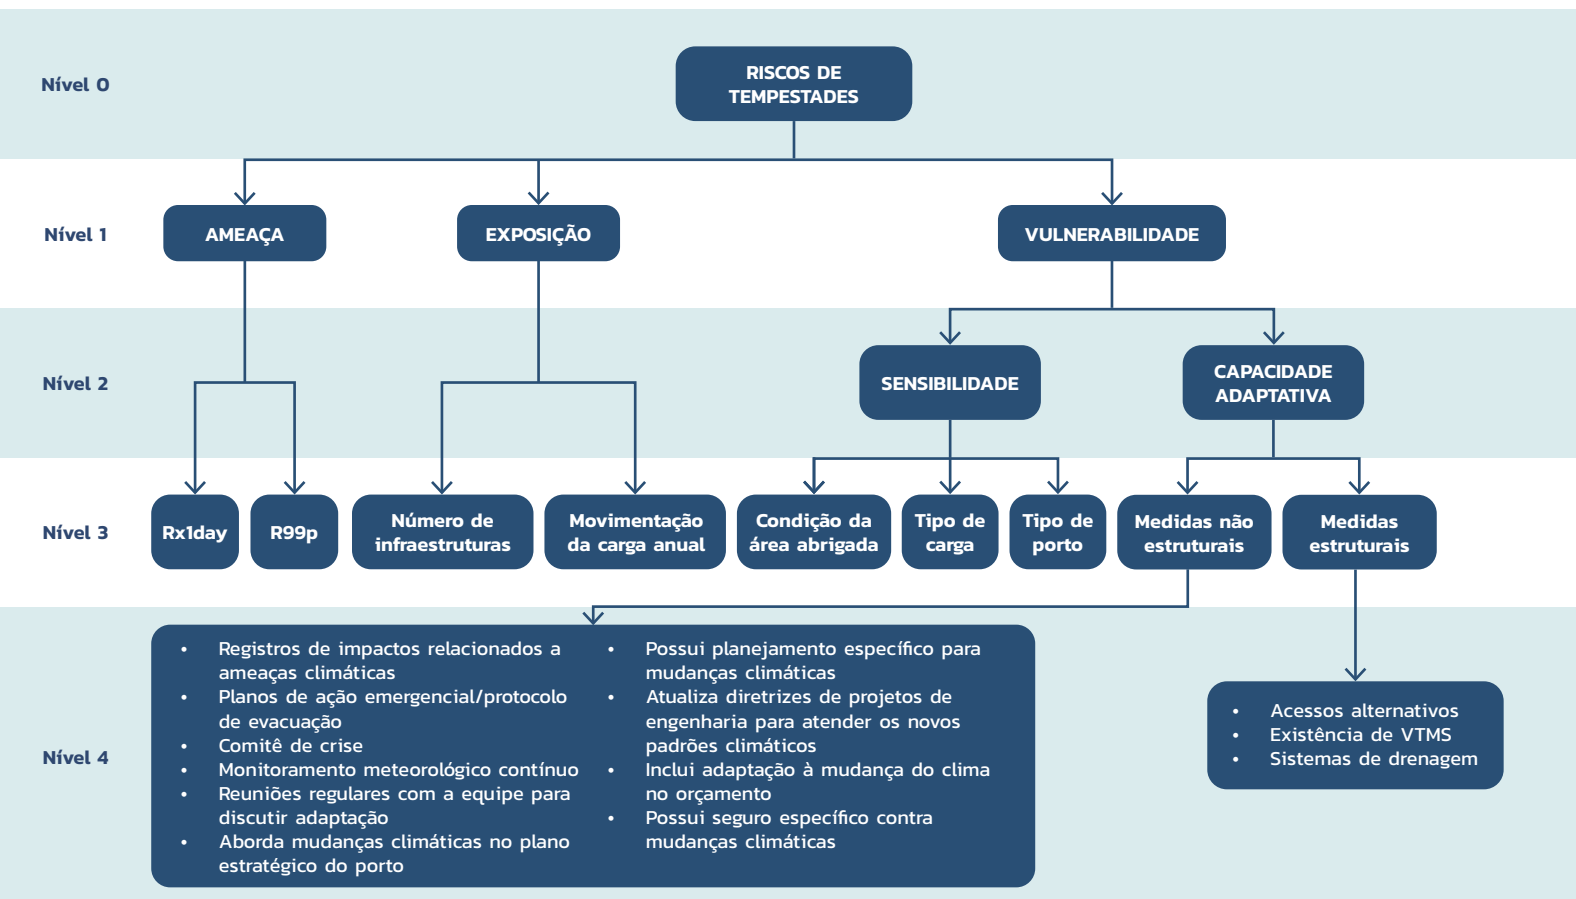 Nível 0
RISCOS DE
TEMPESTADES
Nível 1
AMEAÇA
EXPOSIÇÃO
VULNERABILIDADE
Nível 2
SENSIBILIDADE
CAPACIDADE
ADAPTATIVA
Nível 3
Rx1day
R99p
Número de
infraestruturas
Movimentação
da carga anual
Condição da
área abrigada
Tipo de
carga
Tipo de
porto
Medidas não
estruturais
Medidas
estruturais
Nível 4
• Registros de impactos relacionados a
ameaças climáticas
• Planos de ação emergencial/protocolo
de evacuação
• Comitê de crise
• Monitoramento meteorológico contínuo
• Reuniões regulares com a equipe para
discutir adaptação
• Aborda mudanças climáticas no plano
estratégico do porto
• Possui planejamento específico para
mudanças climáticas
• Atualiza diretrizes de projetos de
engenharia para atender os novos
padrões climáticos
• Inclui adaptação à mudança do clima
no orçamento
• Possui seguro específico contra
mudanças climáticas
• Acessos alternativos
• Existência de VTMS
• Sistemas de drenagem